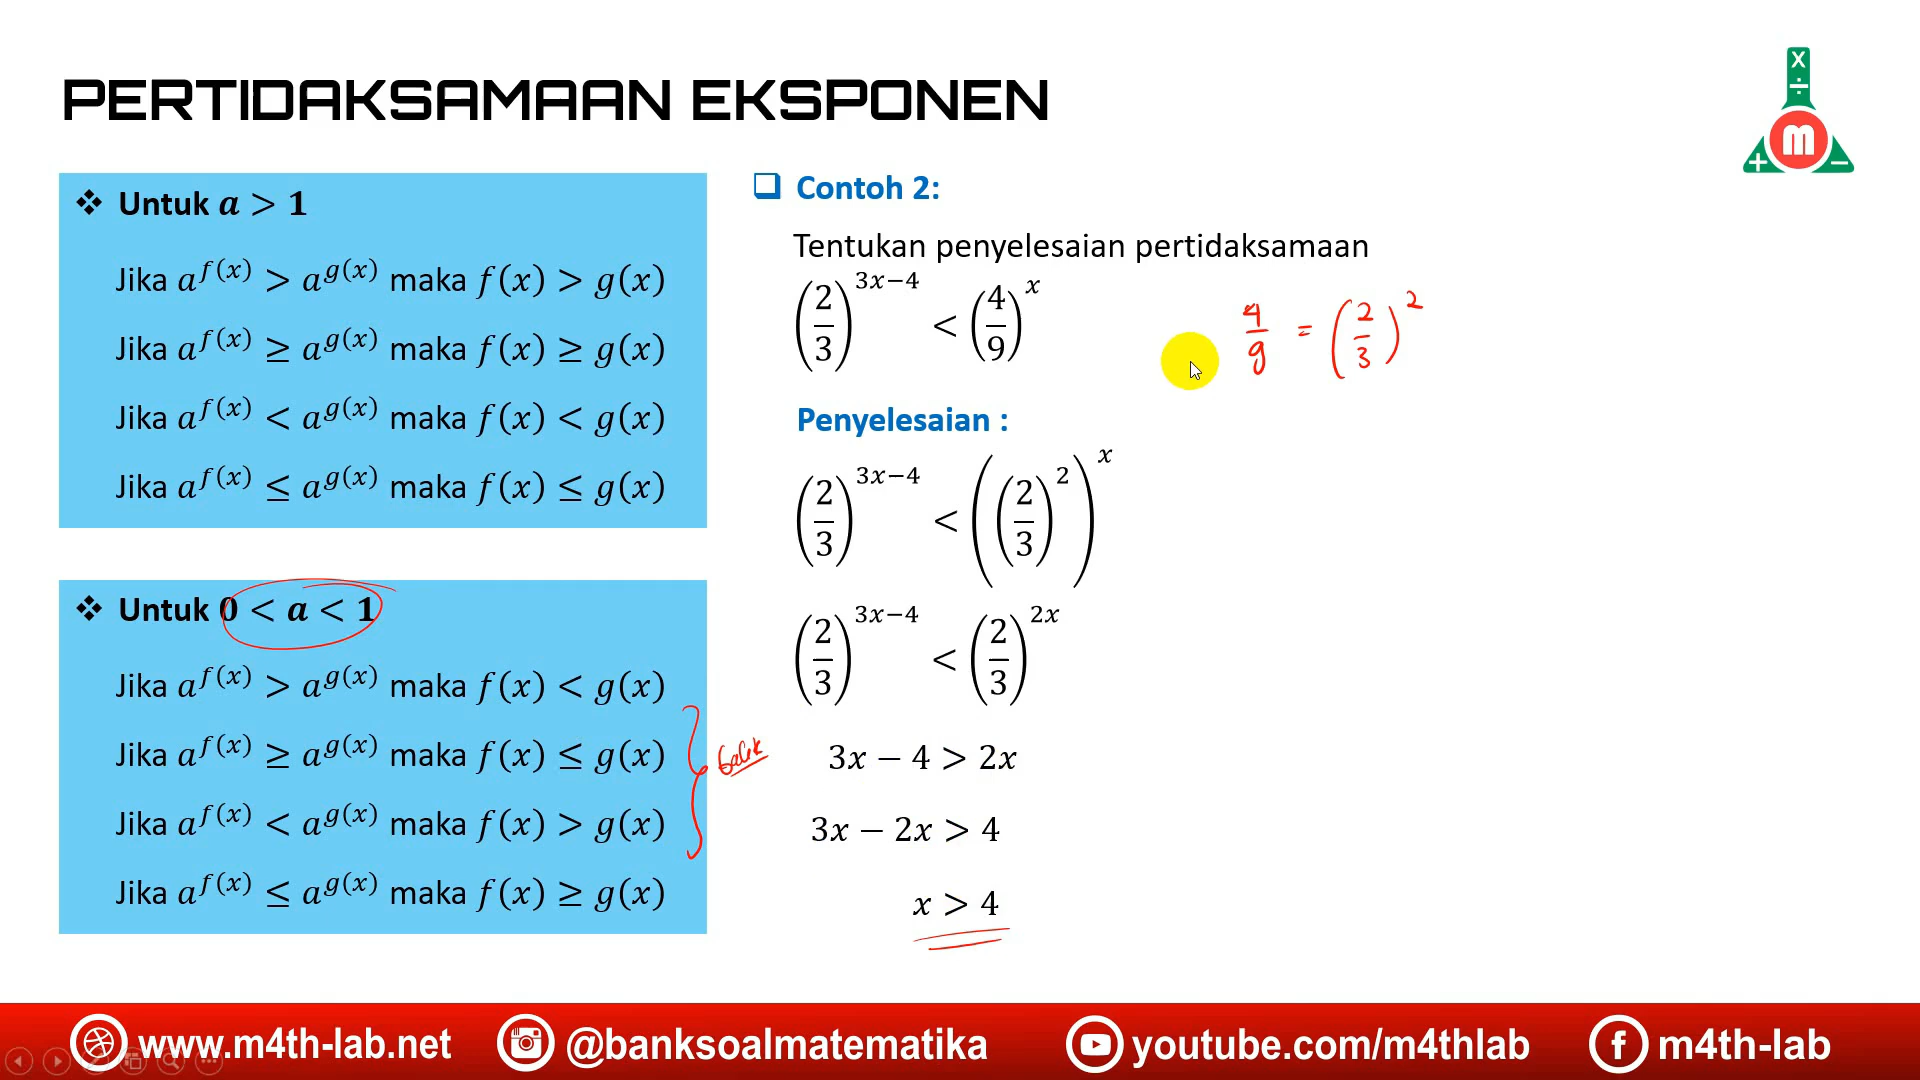 PERTIDAKSAMAAN EKSPONEN
❖ Untuk a > 1
Jika a^{f(x)} > a^{g(x)} maka f(x) > g(x)
Jika a^{f(x)} ≥ a^{g(x)} maka f(x) ≥ g(x)
Jika a^{f(x)} < a^{g(x)} maka f(x) < g(x)
Jika a^{f(x)} ≤ a^{g(x)} maka f(x) ≤ g(x)
❖ Untuk 0 < a < 1
Jika a^{f(x)} > a^{g(x)} maka f(x) < g(x)
Jika a^{f(x)} ≥ a^{g(x)} maka f(x) ≤ g(x)
Jika a^{f(x)} < a^{g(x)} maka f(x) > g(x)
Jika a^{f(x)} ≤ a^{g(x)} maka f(x) ≥ g(x)
balik
Contoh 2:
Tentukan penyelesaian pertidaksamaan
(2/3)^{3x−4} < (4/9)^x
4/9 = (2/3)^2
Penyelesaian :
(2/3)^{3x−4} < ((2/3)^2)^x
(2/3)^{3x−4} < (2/3)^{2x}
3x − 4 > 2x
3x − 2x > 4
x > 4
X ÷ m + −
www.m4th-lab.net
@banksoalmatematika
youtube.com/m4thlab
m4th-lab